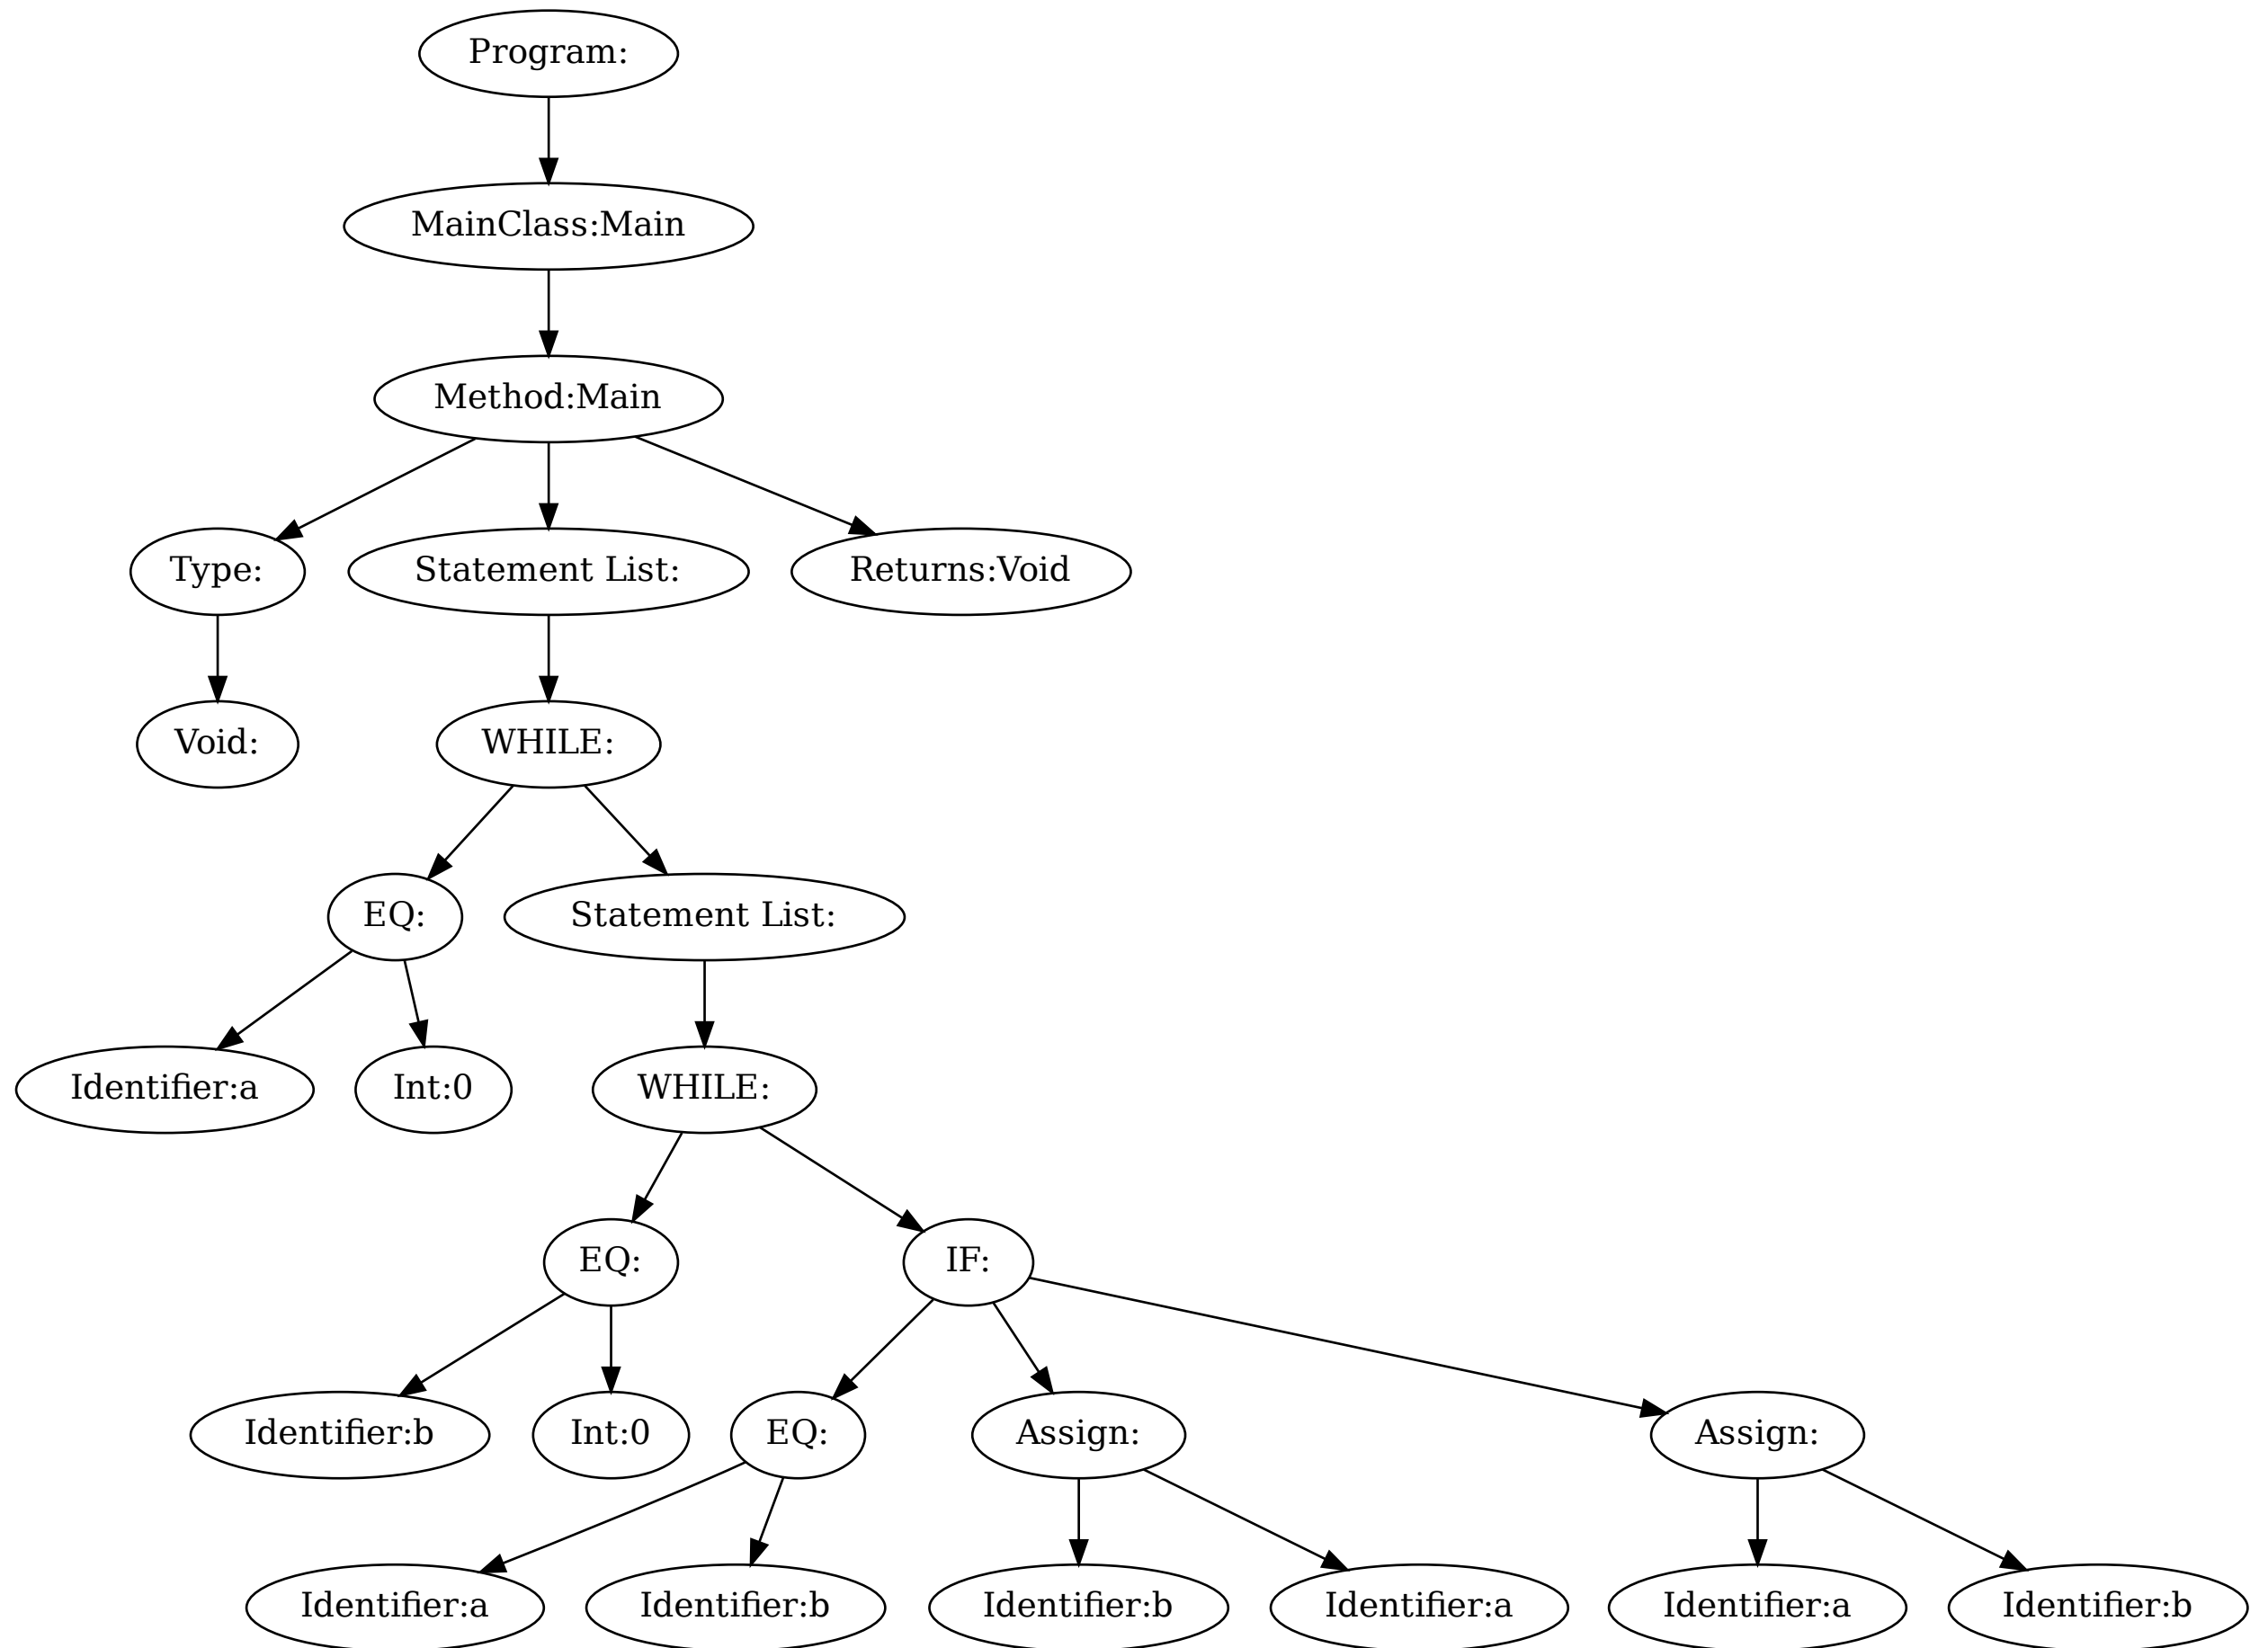 Program:
MainClass:Main
Method:Main
Type:
Statement List:
Returns:Void
Void:
WHILE:
EQ:
Statement List:
Identifier:a
Int:0
WHILE:
EQ:
IF:
Identifier:b
Int:0
EQ:
Assign:
Assign:
Identifier:a
Identifier:b
Identifier:b
Identifier:a
Identifier:a
Identifier:b